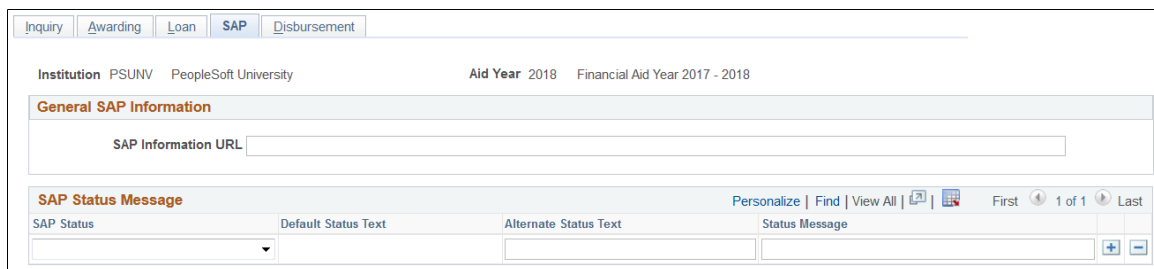 Inquiry Awarding Loan SAP Disbursement
Institution PSUNV PeopleSoft University Aid Year 2018 Financial Aid Year 2017 - 2018
General SAP Information
SAP Information URL
SAP Status Message Personalize | Find | View All | | First 1 of 1 Last
SAP Status Default Status Text Alternate Status Text Status Message